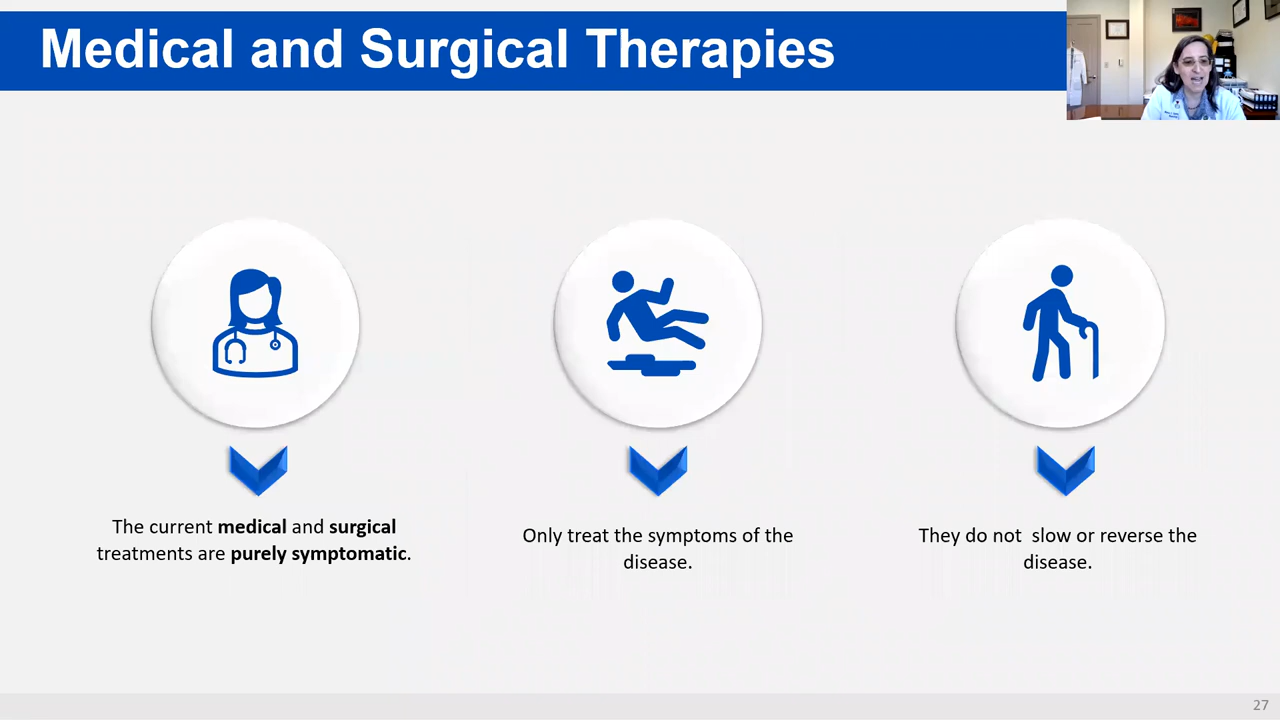 Medical and Surgical Therapies
The current medical and surgical
treatments are purely symptomatic.
Only treat the symptoms of the
disease.
They do not  slow or reverse the
disease.
27